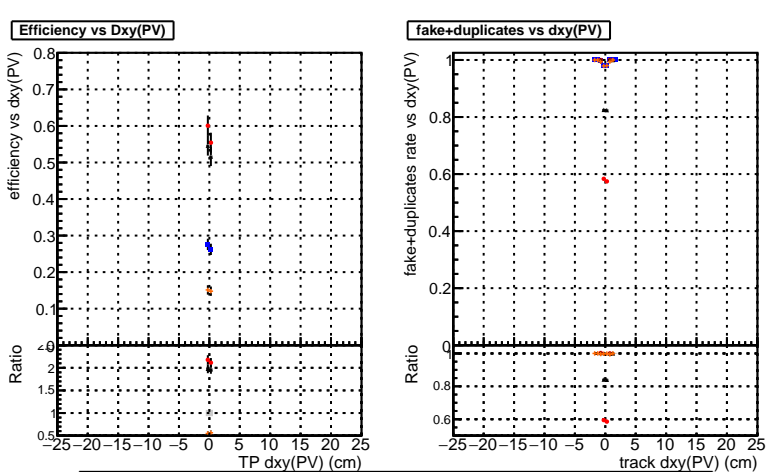 Efficiency vs Dxy(PV)
fake+duplicates vs dxy(PV)
efficiency vs dxy(PV)
0.8
0.7
0.6
0.5
0.4
0.3
0.2
0.1
0
Ratio
2
1.5
1
0.5
−25 −20 −15 −10 −5 0 5 10 15 20 25
TP dxy(PV) (cm)
fake+duplicates rate vs dxy(PV)
1
0.8
0.6
0.4
0.2
0
Ratio
1
0.8
0.6
−25 −20 −15 −10 −5 0 5 10 15 20 25
track dxy(PV) (cm)